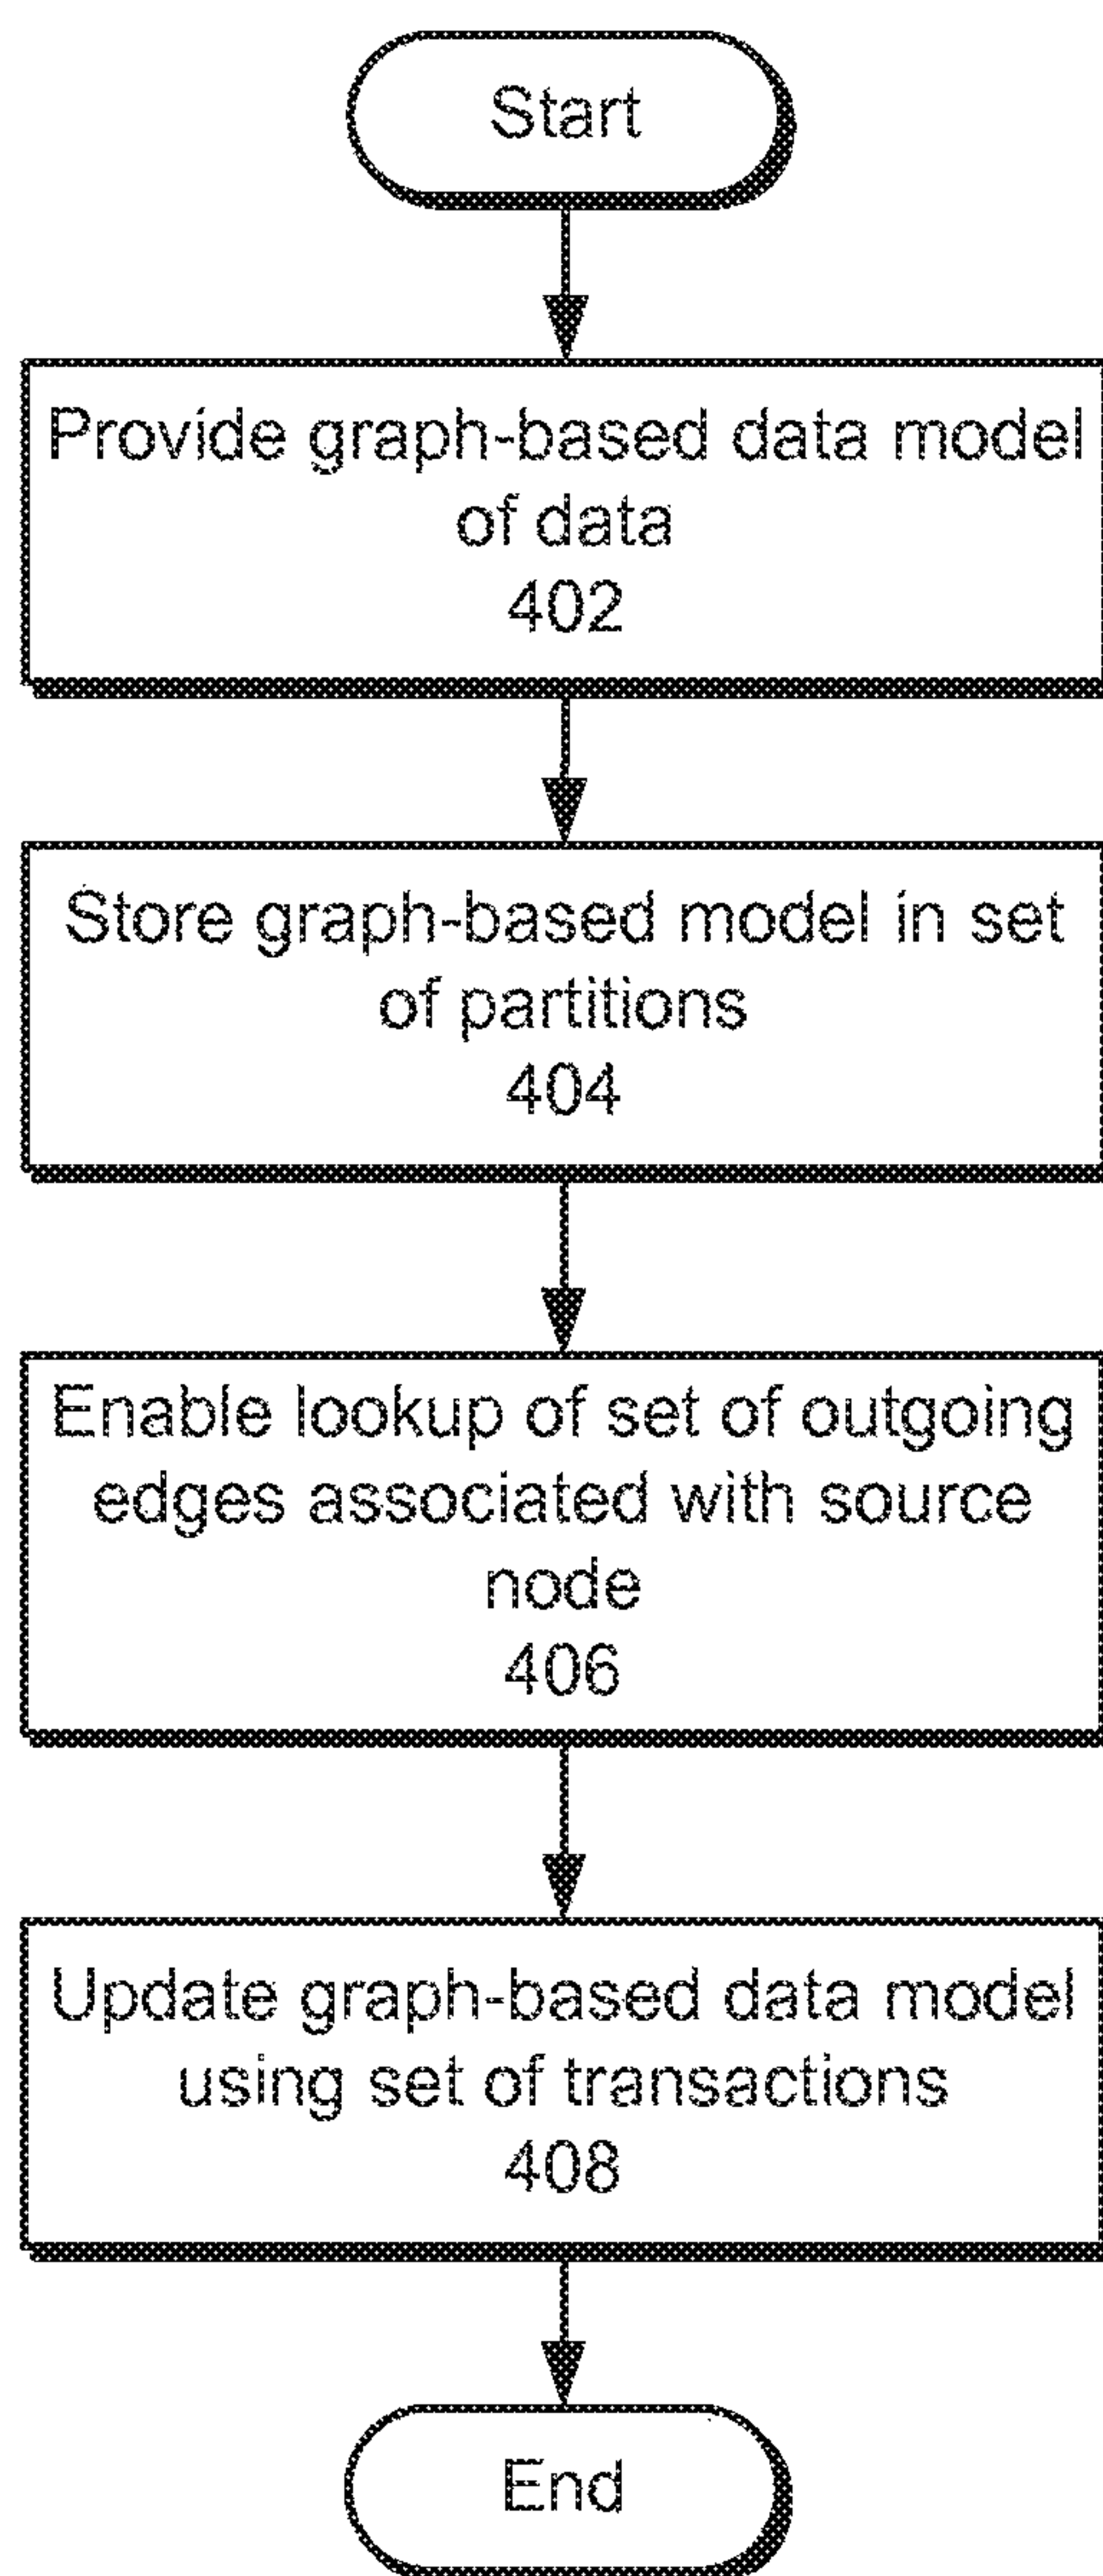 Start
Provide graph-based data model
of data
402
Store graph-based model in set
of partitions
404
Enable lookup of set of outgoing
edges associated with source
node
406
Update graph-based data model
using set of transactions
408
End